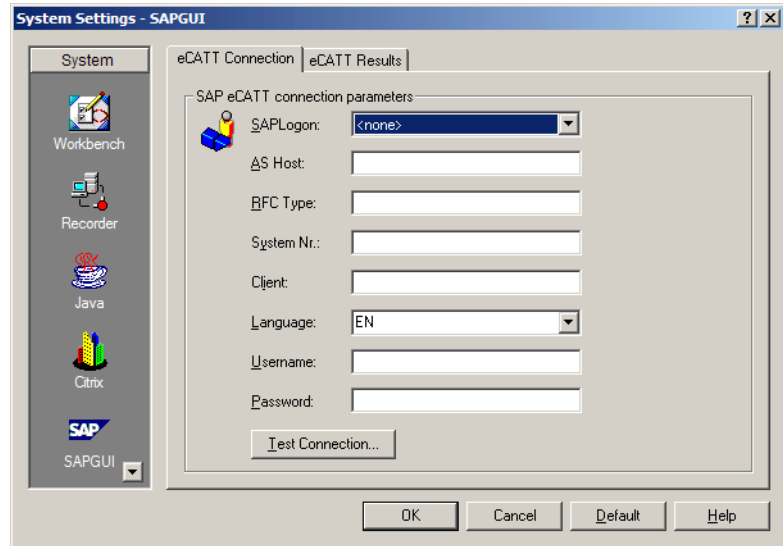 System Settings - SAPGUI
System
Workbench
Recorder
Java
Citrix
SAP
SAPGUI
eCATT Connection
eCATT Results
SAP eCATT connection parameters
SAPLogon: <none>
AS Host:
RFC Type:
System Nr.:
Client:
Language: EN
Username:
Password:
Test Connection...
OK Cancel Default Help